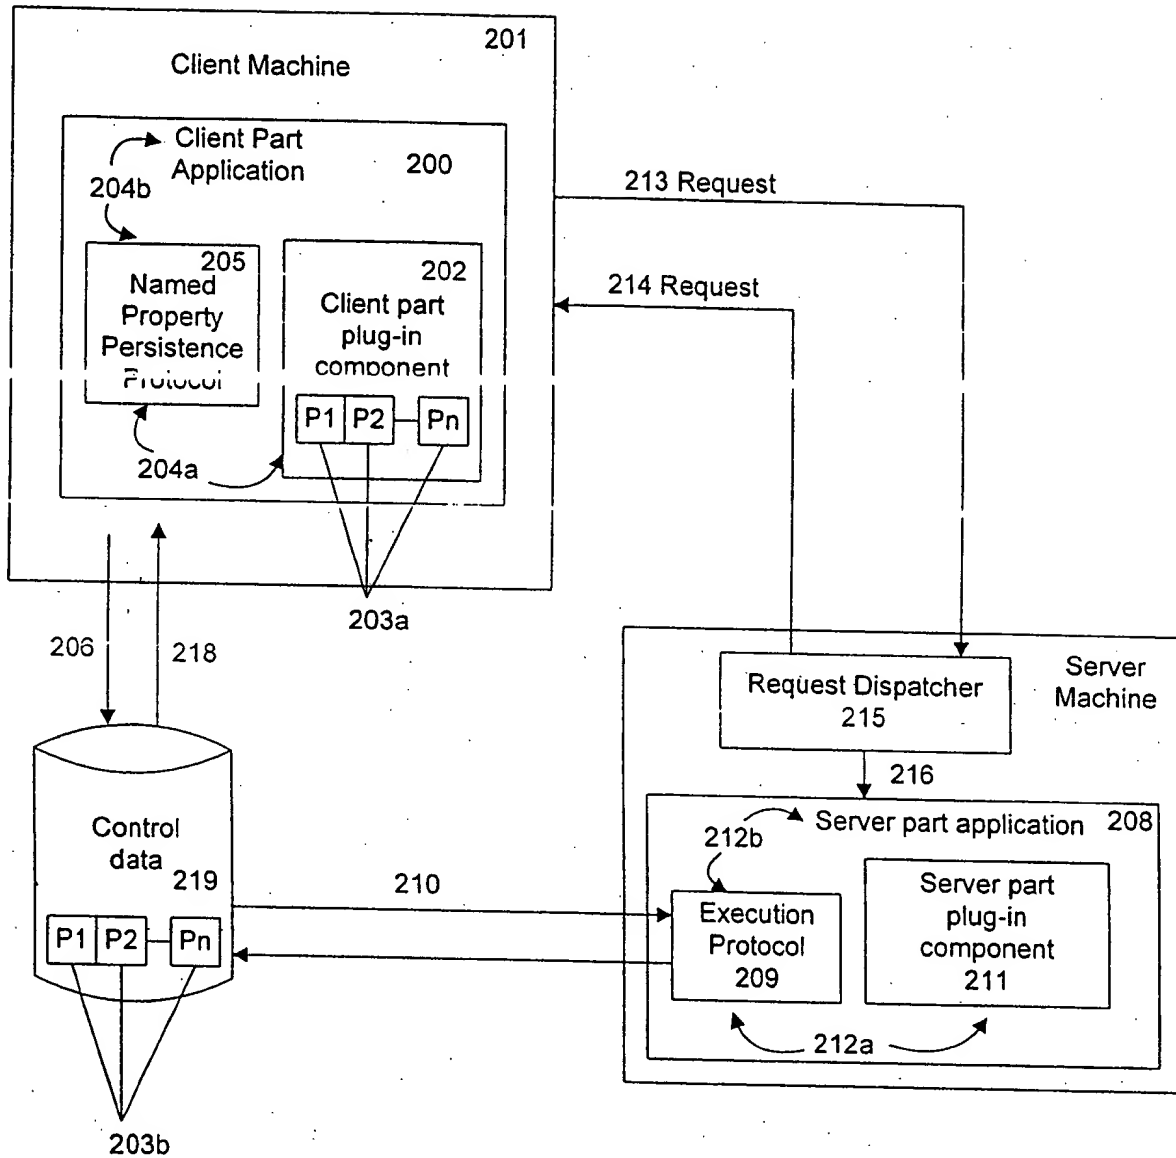 201
Client Machine
Client Part
Application
200
204b
205
Named
Property
Persistence
Protocol
202
Client part
plug-in
component
P1 P2 Pn
204a
203a
213 Request
214 Request
206
218
Server
Machine
Request Dispatcher
215
216
Control
data
219
P1 P2 Pn
203b
210
212b
Server part application
208
Execution
Protocol
209
Server part
plug-in
component
211
212a